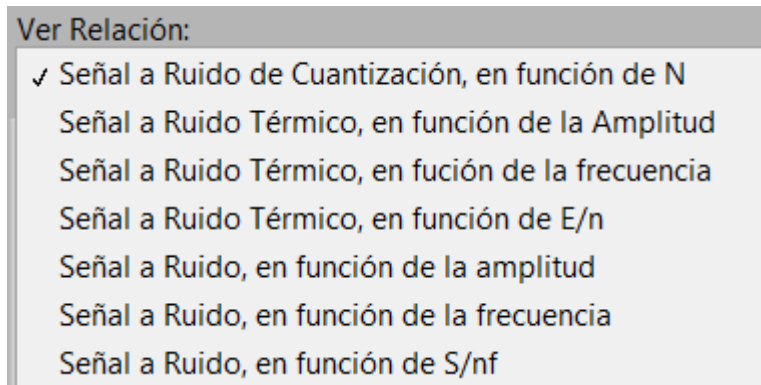 Ver Relación:
✓ Señal a Ruido de Cuantización, en función de N
Señal a Ruido Térmico, en función de la Amplitud
Señal a Ruido Térmico, en fución de la frecuencia
Señal a Ruido Térmico, en función de E/n
Señal a Ruido, en función de la amplitud
Señal a Ruido, en función de la frecuencia
Señal a Ruido, en función de S/nf